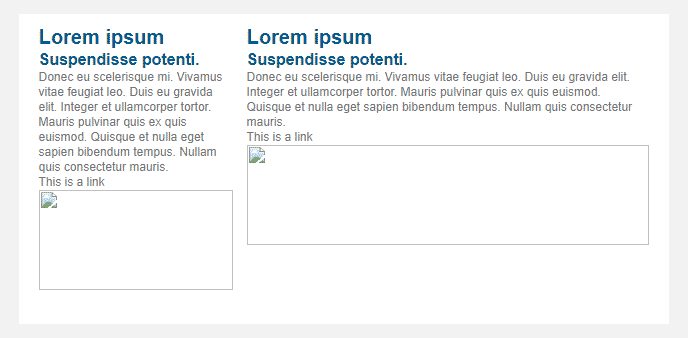 Lorem ipsum
Suspendisse potenti.
Donec eu scelerisque mi. Vivamus
vitae feugiat leo. Duis eu gravida
elit. Integer et ullamcorper tortor.
Mauris pulvinar quis ex quis
euismod. Quisque et nulla eget
sapien bibendum tempus. Nullam
quis consectetur mauris.
This is a link
Lorem ipsum
Suspendisse potenti.
Donec eu scelerisque mi. Vivamus vitae feugiat leo. Duis eu gravida elit.
Integer et ullamcorper tortor. Mauris pulvinar quis ex quis euismod.
Quisque et nulla eget sapien bibendum tempus. Nullam quis consectetur
mauris.
This is a link